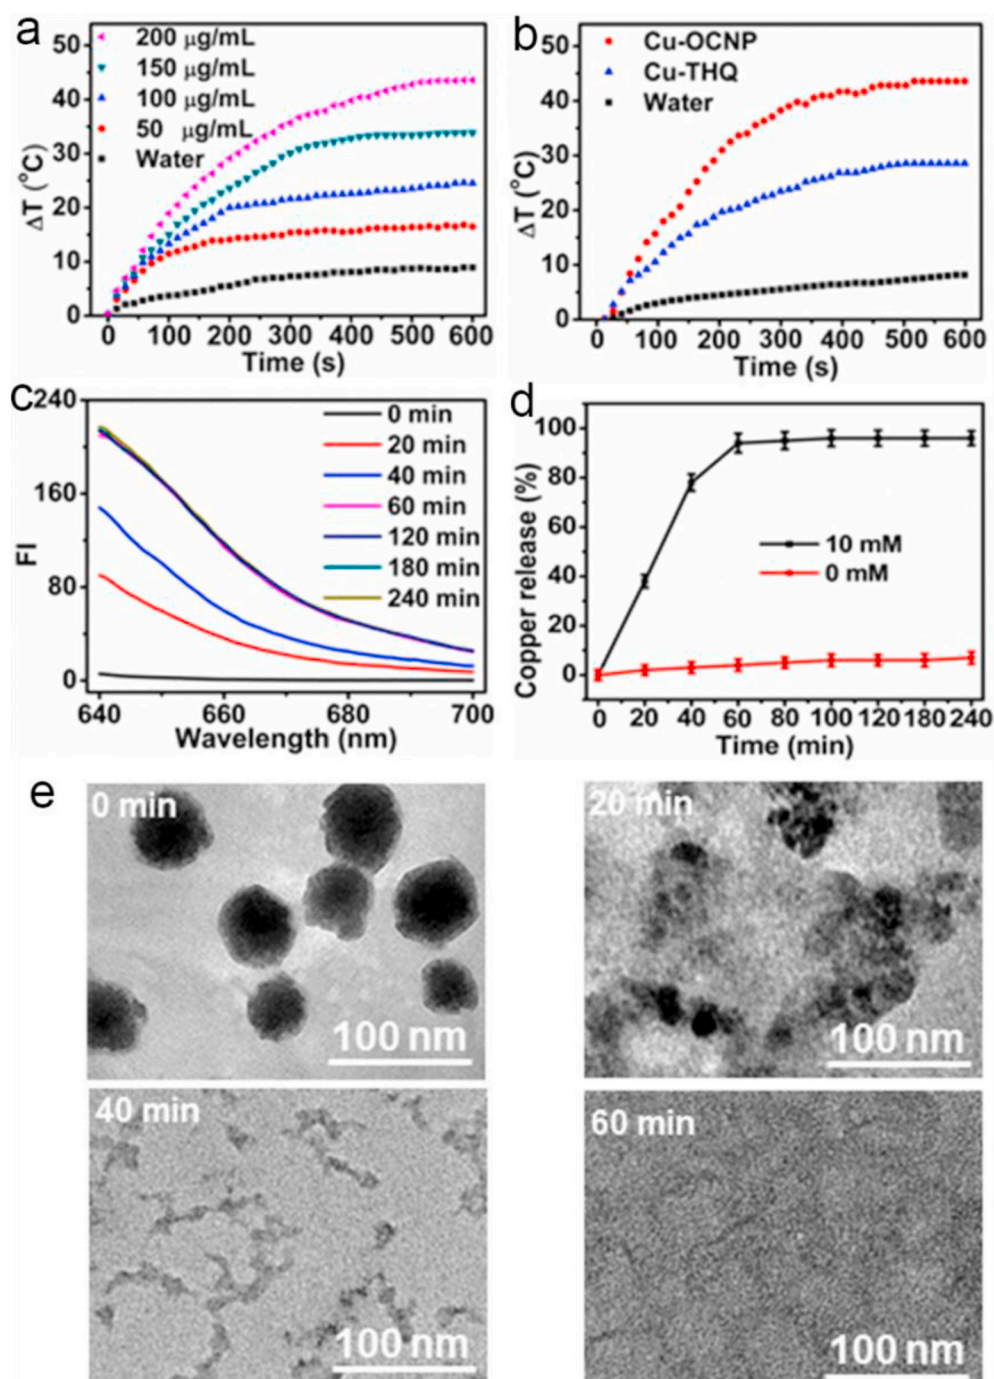 a
200 μg/mL
150 μg/mL
100 μg/mL
50 μg/mL
Water
ΔT (°C)
50
40
30
20
10
0
0 100 200 300 400 500 600
Time (s)
b
Cu-OCNP
Cu-THQ
Water
ΔT (°C)
50
40
30
20
10
0
0 100 200 300 400 500 600
Time (s)
c
0 min
20 min
40 min
60 min
120 min
180 min
240 min
FI
240
160
80
0
640 660 680 700
Wavelength (nm)
d
10 mM
0 mM
Copper release (%)
100
80
60
40
20
0
0 20 40 60 80 100 120 180 240
Time (min)
e
0 min
100 nm
20 min
100 nm
40 min
100 nm
60 min
100 nm